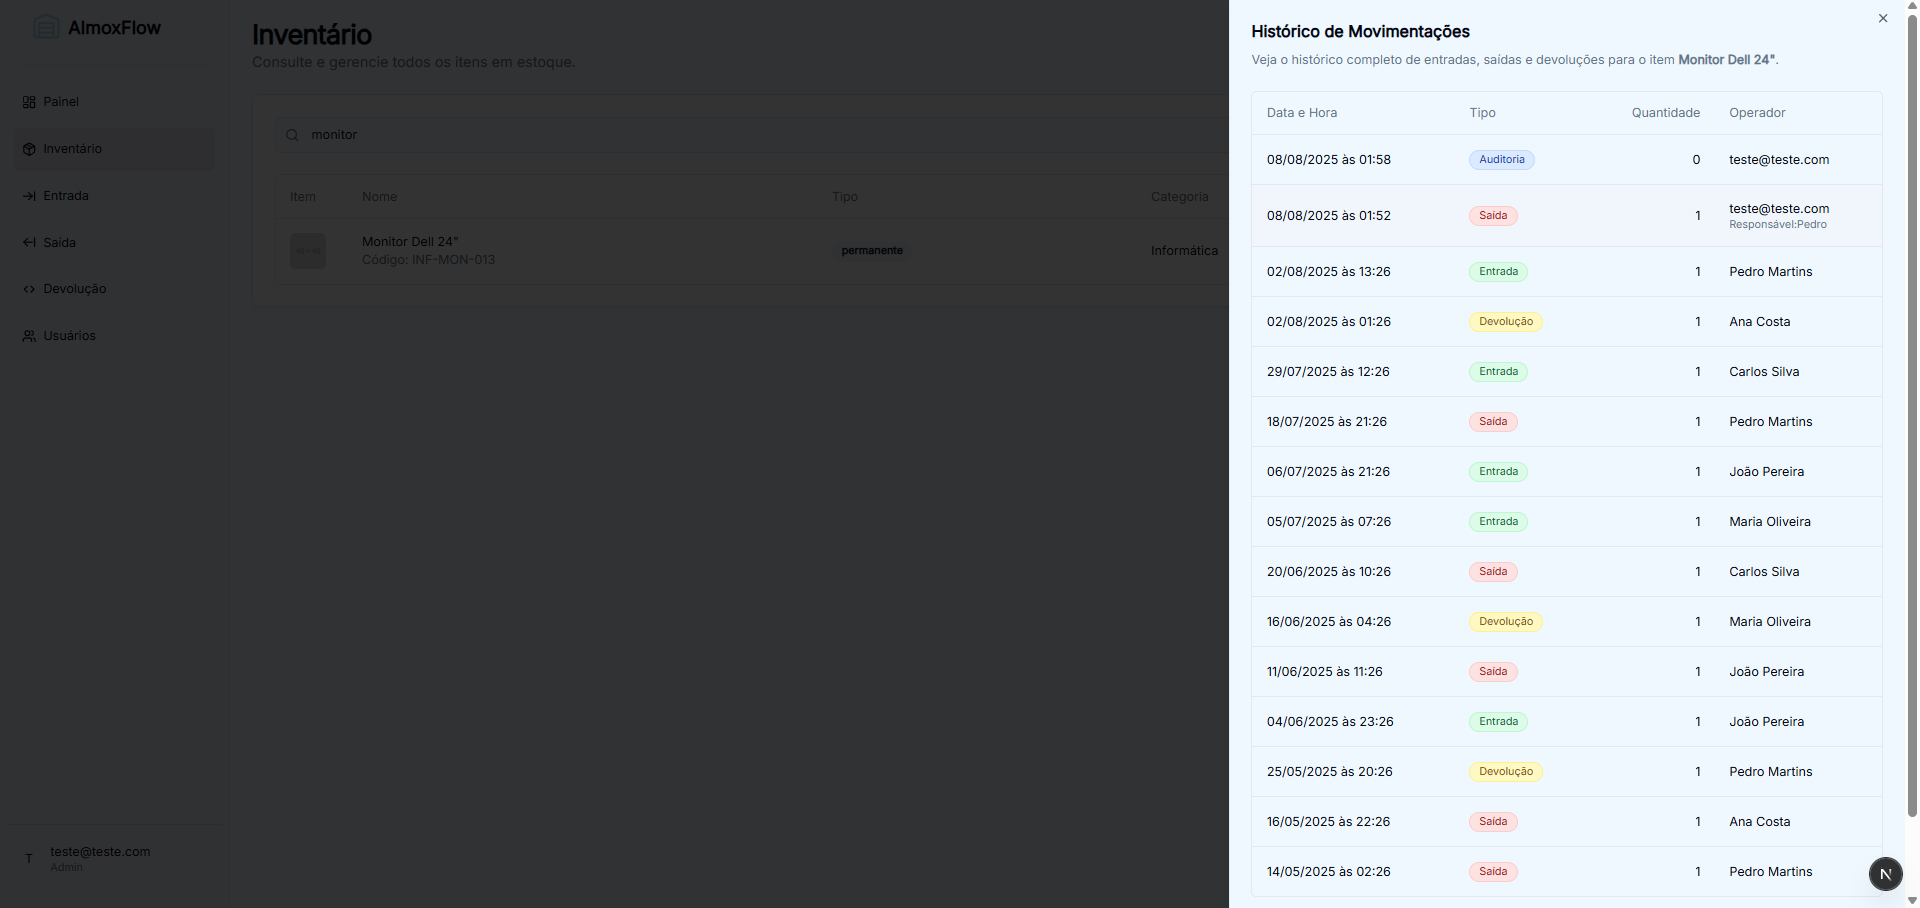 AlmoxFlow
Painel
Inventário
Entrada
Saída
Devolução
Usuários
teste@teste.com
T
Admin
Inventário
Consulte e gerencie todos os itens em estoque.
monitor
Item Nome Tipo Categoria
Monitor Dell 24" permanente Informática
Código: INF-MON-013
Histórico de Movimentações
Veja o histórico completo de entradas, saídas e devoluções para o item Monitor Dell 24".
Data e Hora Tipo Quantidade Operador
08/08/2025 às 01:58 Auditoria 0 teste@teste.com
08/08/2025 às 01:52 Saída 1 teste@teste.com
Responsável:Pedro
02/08/2025 às 13:26 Entrada 1 Pedro Martins
02/08/2025 às 01:26 Devolução 1 Ana Costa
29/07/2025 às 12:26 Entrada 1 Carlos Silva
18/07/2025 às 21:26 Saída 1 Pedro Martins
06/07/2025 às 21:26 Entrada 1 João Pereira
05/07/2025 às 07:26 Entrada 1 Maria Oliveira
20/06/2025 às 10:26 Saída 1 Carlos Silva
16/06/2025 às 04:26 Devolução 1 Maria Oliveira
11/06/2025 às 11:26 Saída 1 João Pereira
04/06/2025 às 23:26 Entrada 1 João Pereira
25/05/2025 às 20:26 Devolução 1 Pedro Martins
16/05/2025 às 22:26 Saída 1 Ana Costa
14/05/2025 às 02:26 Saída 1 Pedro Martins
N